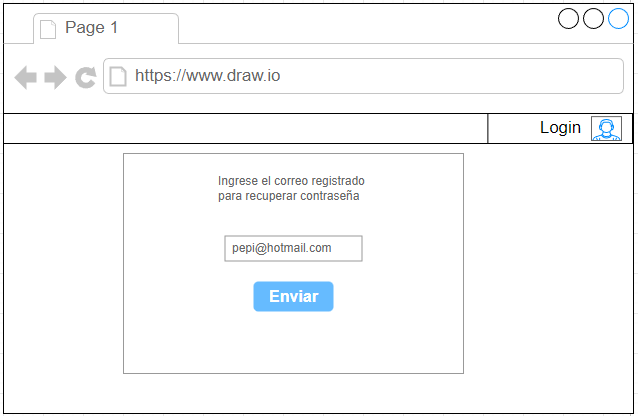 Page 1
https://www.draw.io
Login
Ingrese el correo registrado
para recuperar contraseña
pepi@hotmail.com
Enviar